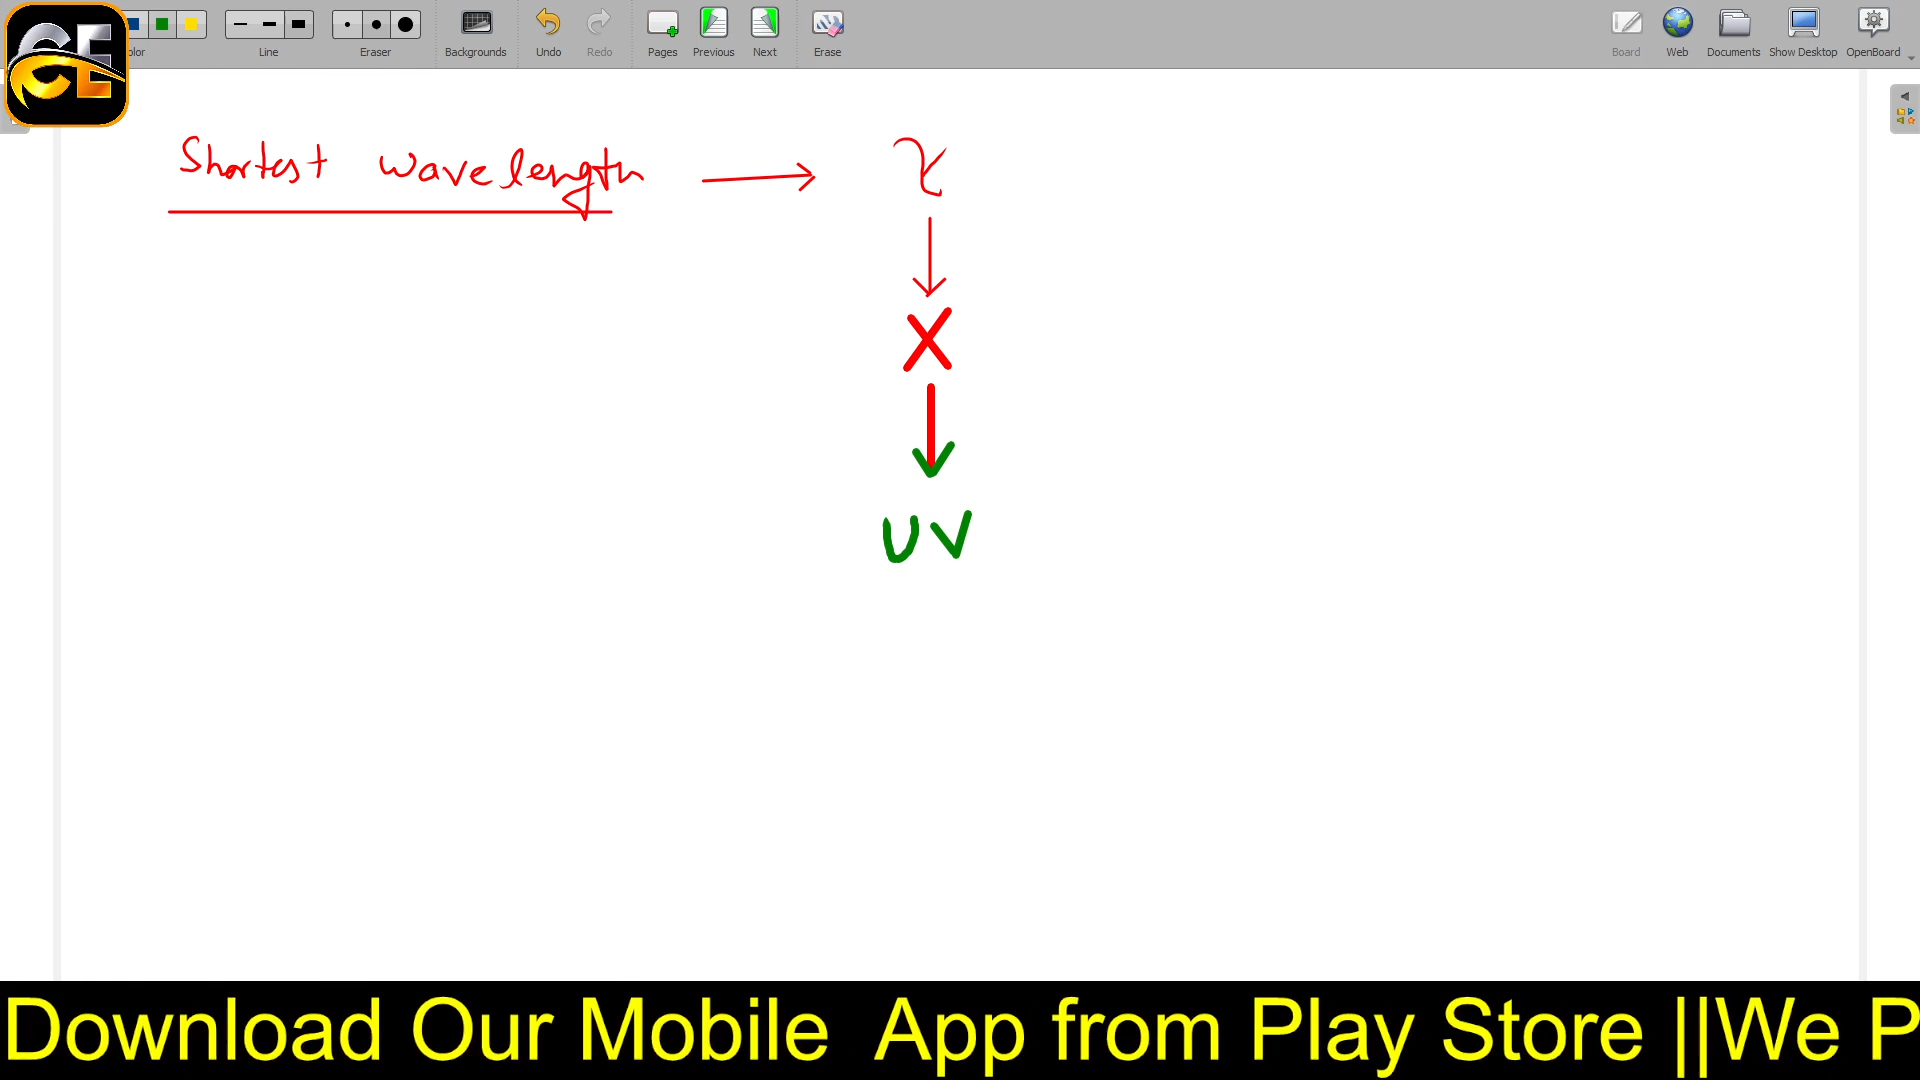 GE
olor
Line
Eraser
Backgrounds
Undo
Redo
Pages
Previous
Next
Erase
Board
Web
Documents
Show Desktop
OpenBoard
Shortest wavelength → γ
↓
X
↓
UV
Download Our Mobile App from Play Store ||We P